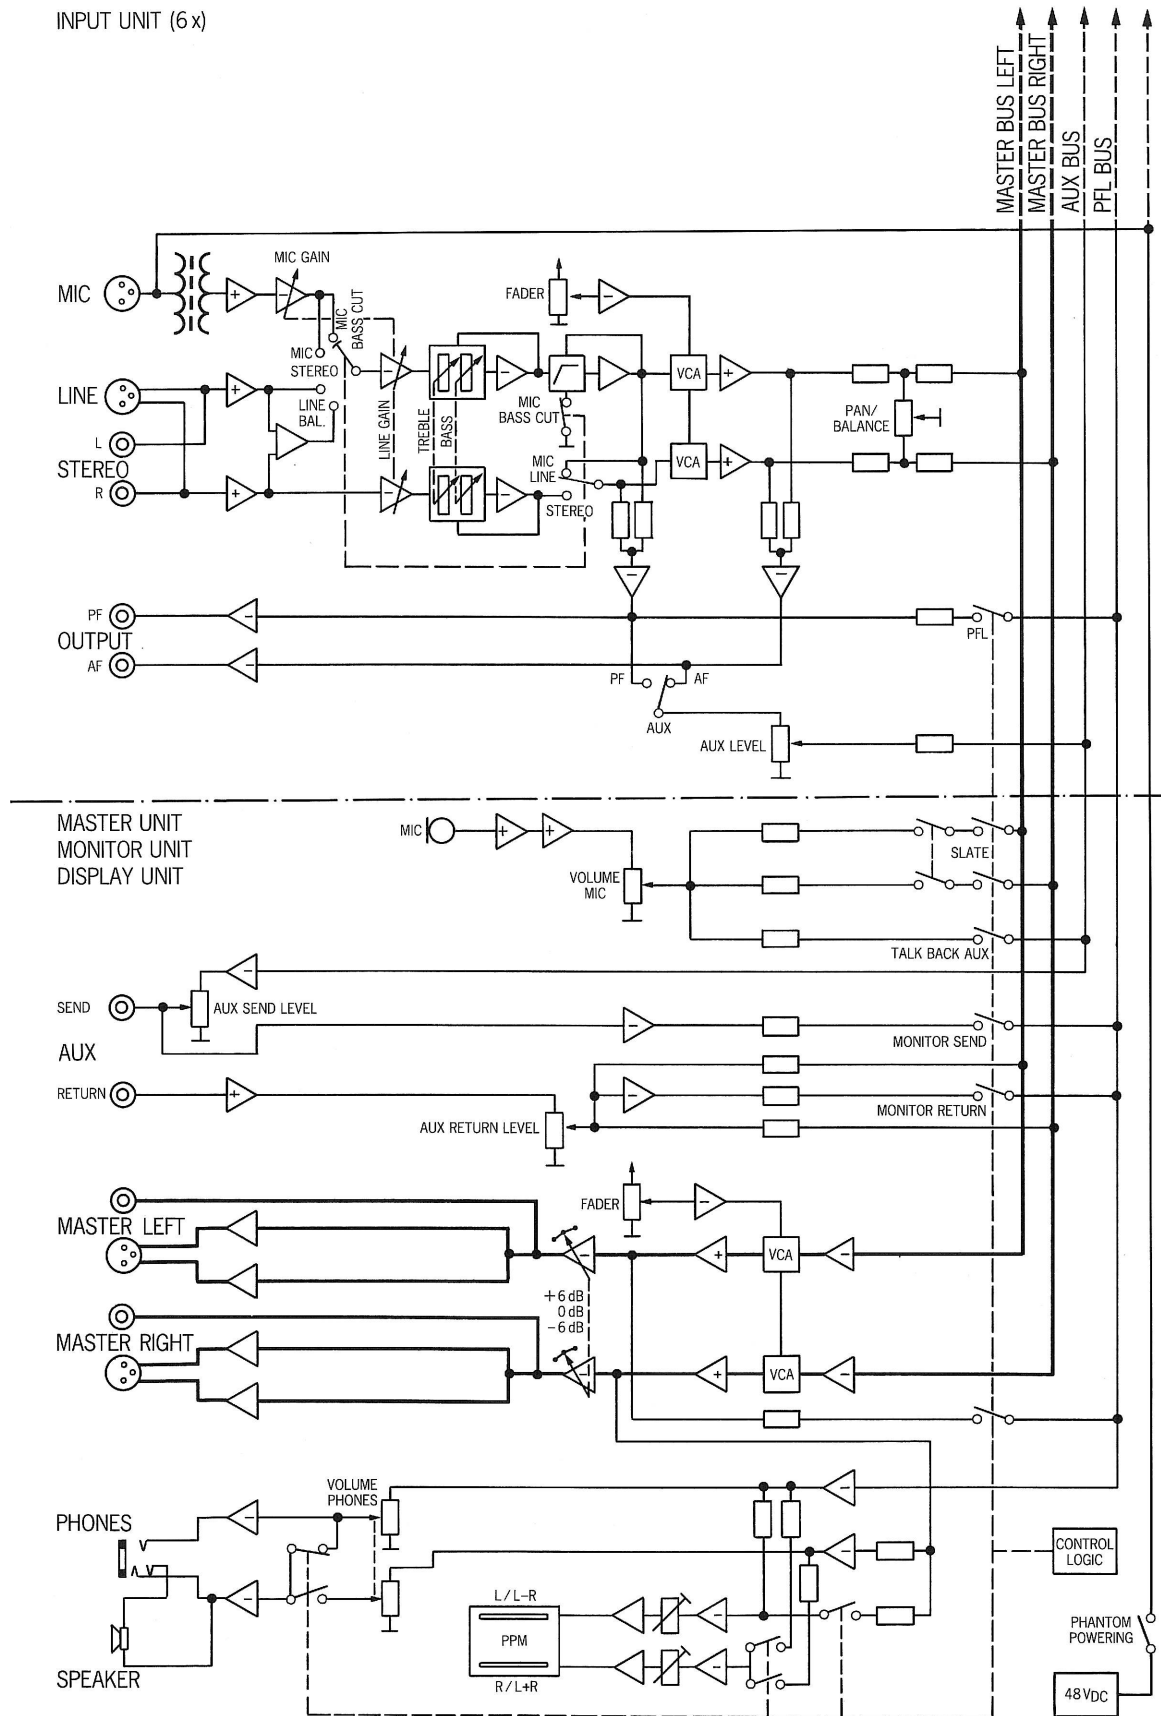 INPUT UNIT (6 x)
MASTER BUS LEFT
MASTER BUS RIGHT
AUX BUS
PFL BUS
MIC GAIN
MIC
FADER
MIC
BASS CUT
MIC
STEREO
VCA
LINE
LINE
BAL.
LINE GAIN
TREBLE
BASS
MIC
BASS CUT
PAN/
BALANCE
L
STEREO
R
MIC
LINE
STEREO
VCA
PF
OUTPUT
AF
PFL
PF
AF
AUX
AUX LEVEL
MASTER UNIT
MONITOR UNIT
DISPLAY UNIT
MIC
SLATE
VOLUME
MIC
TALK BACK AUX
SEND
AUX SEND LEVEL
MONITOR SEND
AUX
RETURN
MONITOR RETURN
AUX RETURN LEVEL
FADER
MASTER LEFT
VCA
+6 dB
0 dB
−6 dB
MASTER RIGHT
VCA
VOLUME
PHONES
PHONES
CONTROL
LOGIC
L/L−R
PPM
R/L+R
PHANTOM
POWERING
SPEAKER
48 VDC